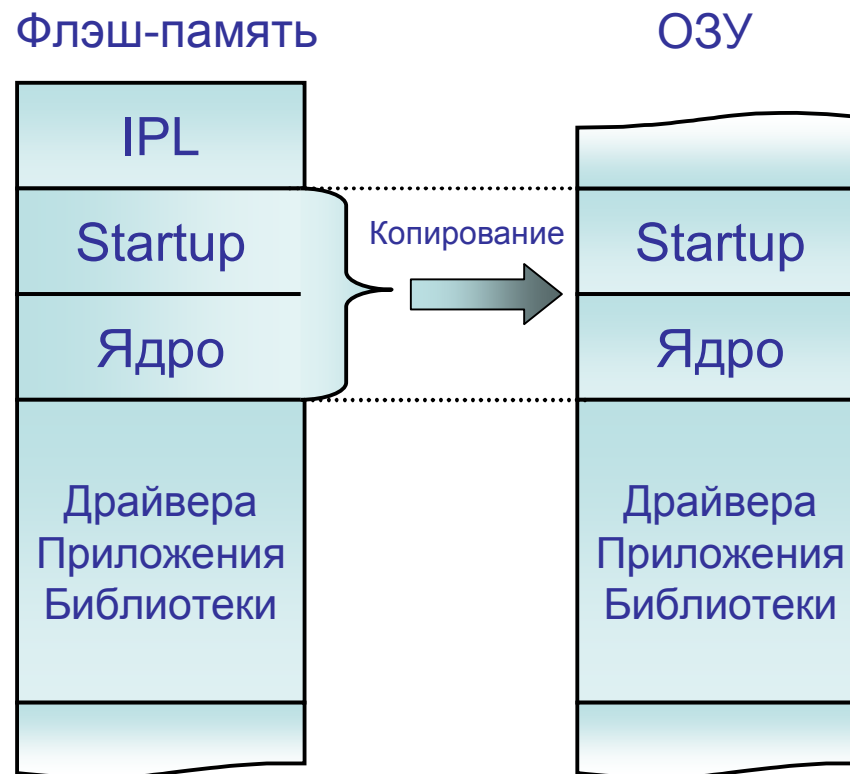 Флэш-память
ОЗУ
IPL
Startup
Копирование
Startup
Ядро
Ядро
Драйвера
Приложения
Библиотеки
Драйвера
Приложения
Библиотеки